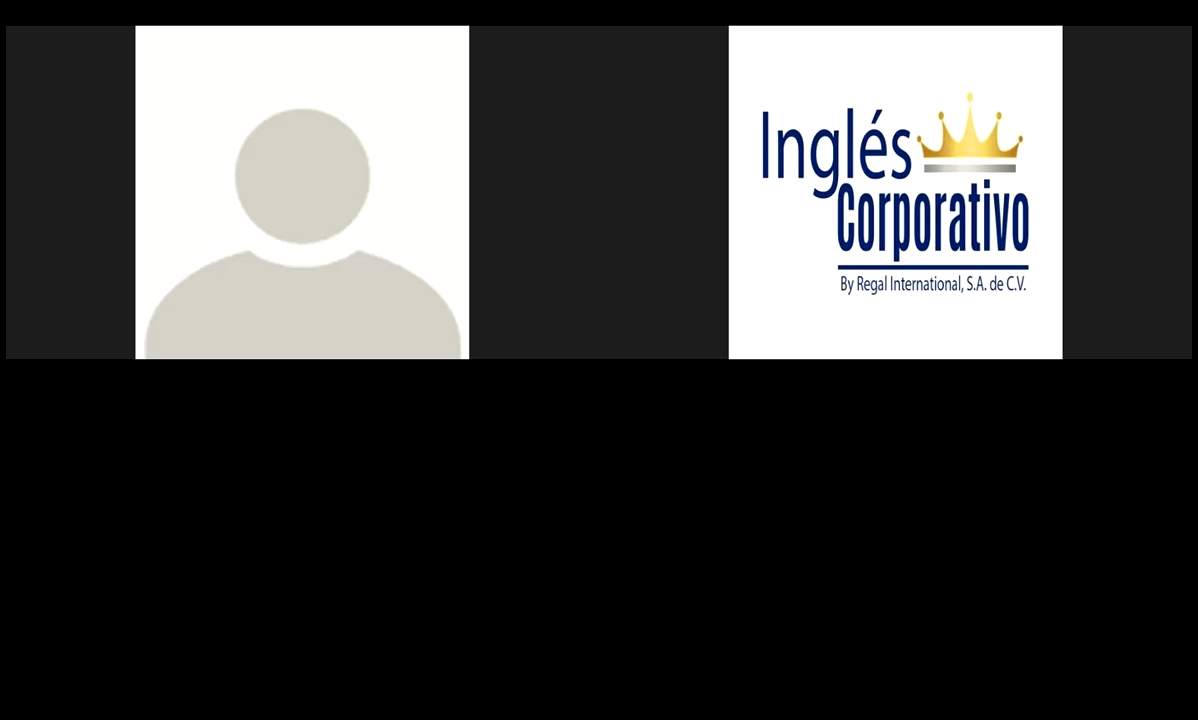 Inglés
Corporativo
By Regal International, S.A. de C.V.